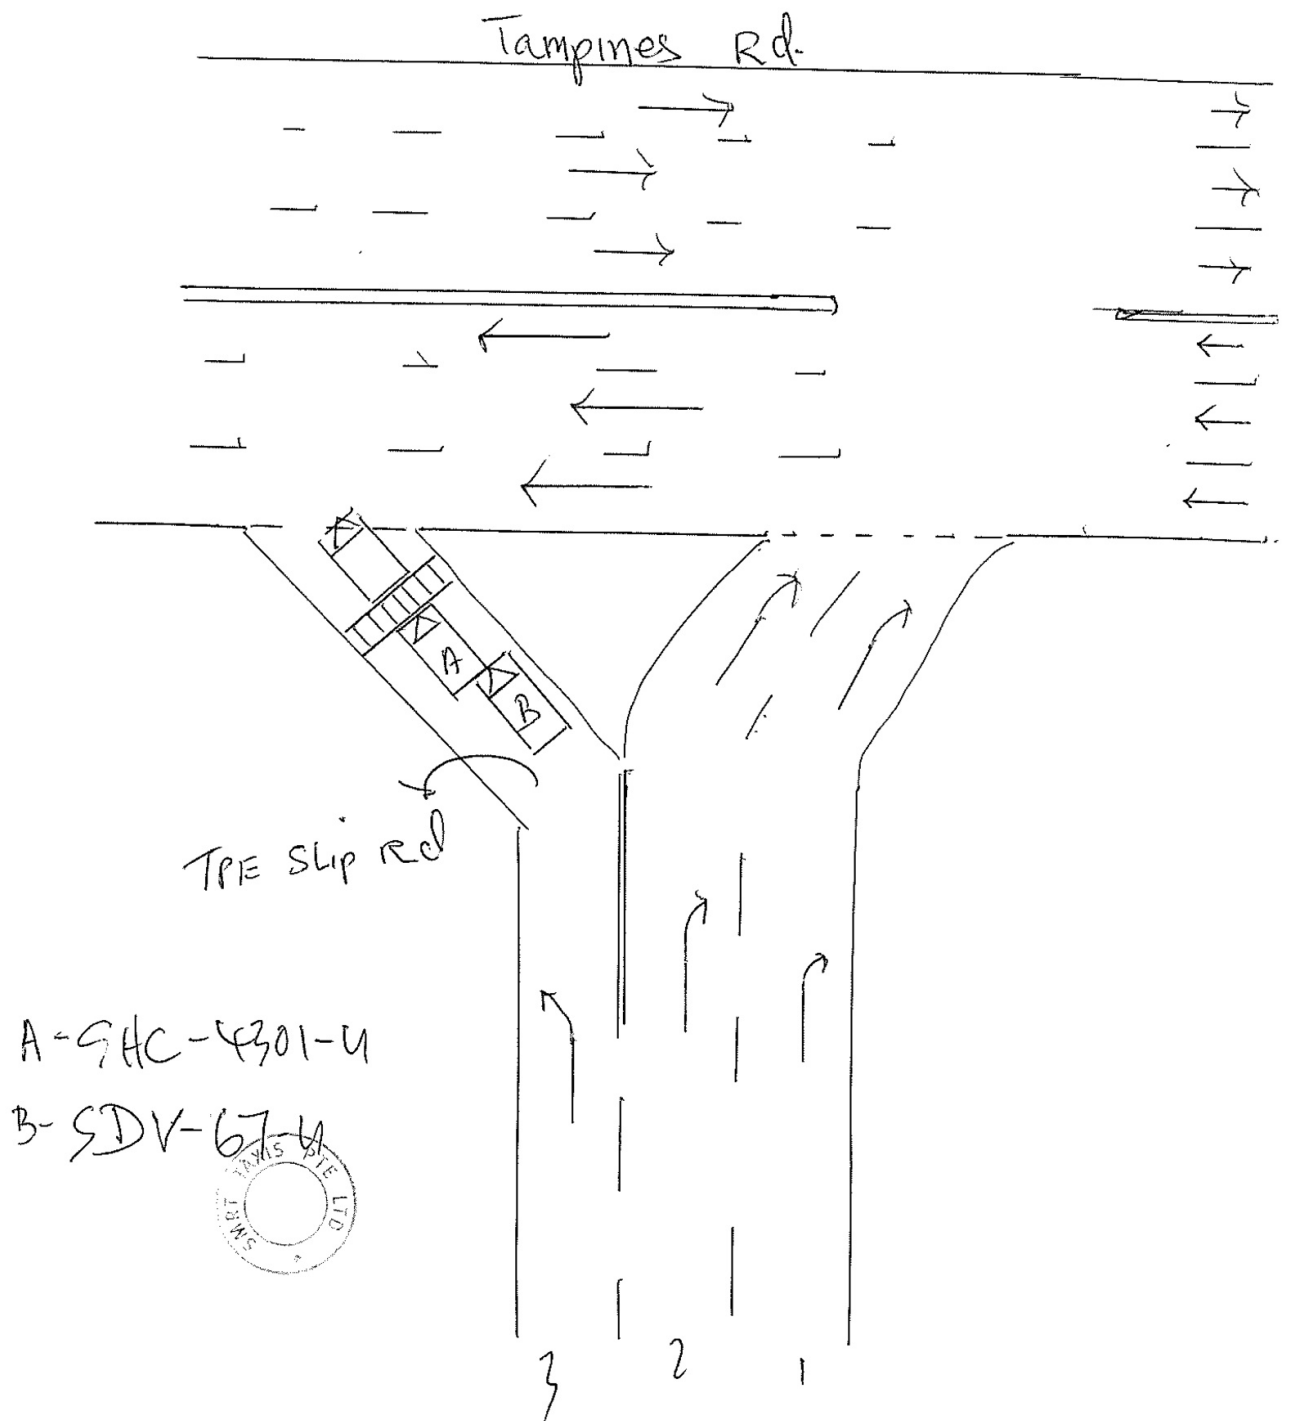 Tampines Rd.
A
B
TPE Slip Rd
A-SHC-4301-U
B-SDV-67-U
SMRT TAXIS PTE LTD
3 2 1